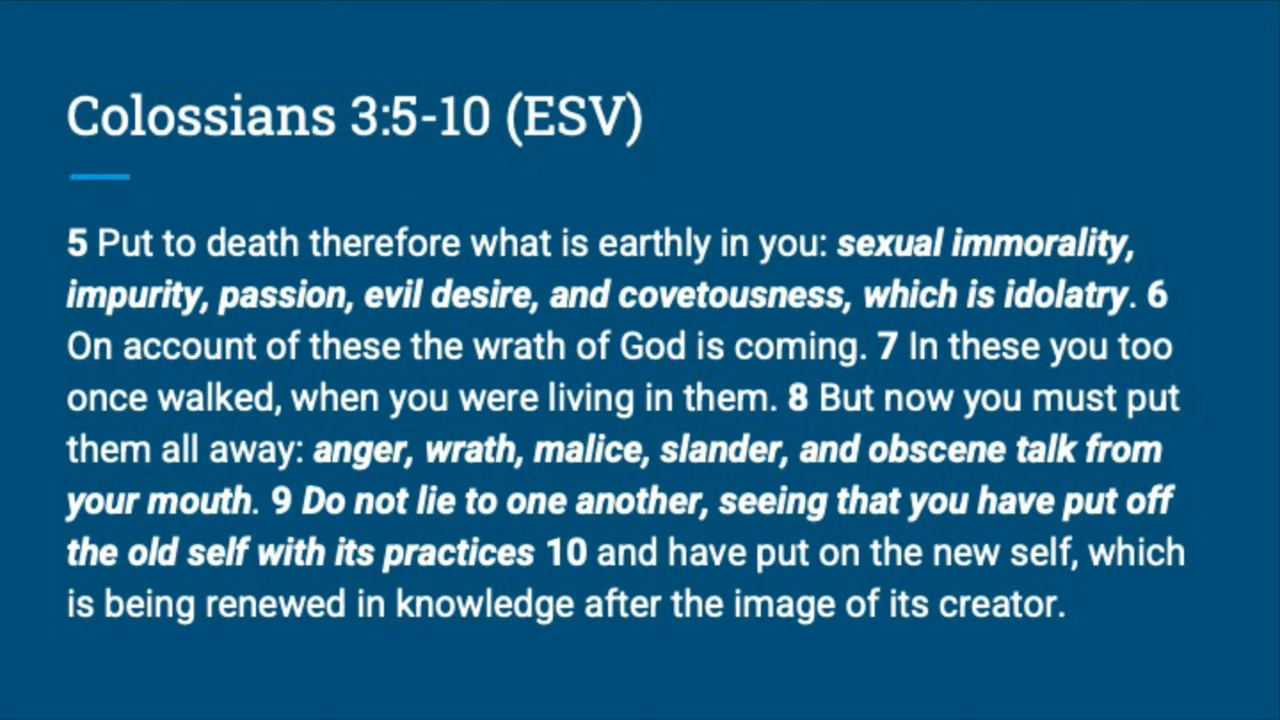 Colossians 3:5-10 (ESV)
5 Put to death therefore what is earthly in you: sexual immorality,
impurity, passion, evil desire, and covetousness, which is idolatry. 6
On account of these the wrath of God is coming. 7 In these you too
once walked, when you were living in them. 8 But now you must put
them all away: anger, wrath, malice, slander, and obscene talk from
your mouth. 9 Do not lie to one another, seeing that you have put off
the old self with its practices 10 and have put on the new self, which
is being renewed in knowledge after the image of its creator.